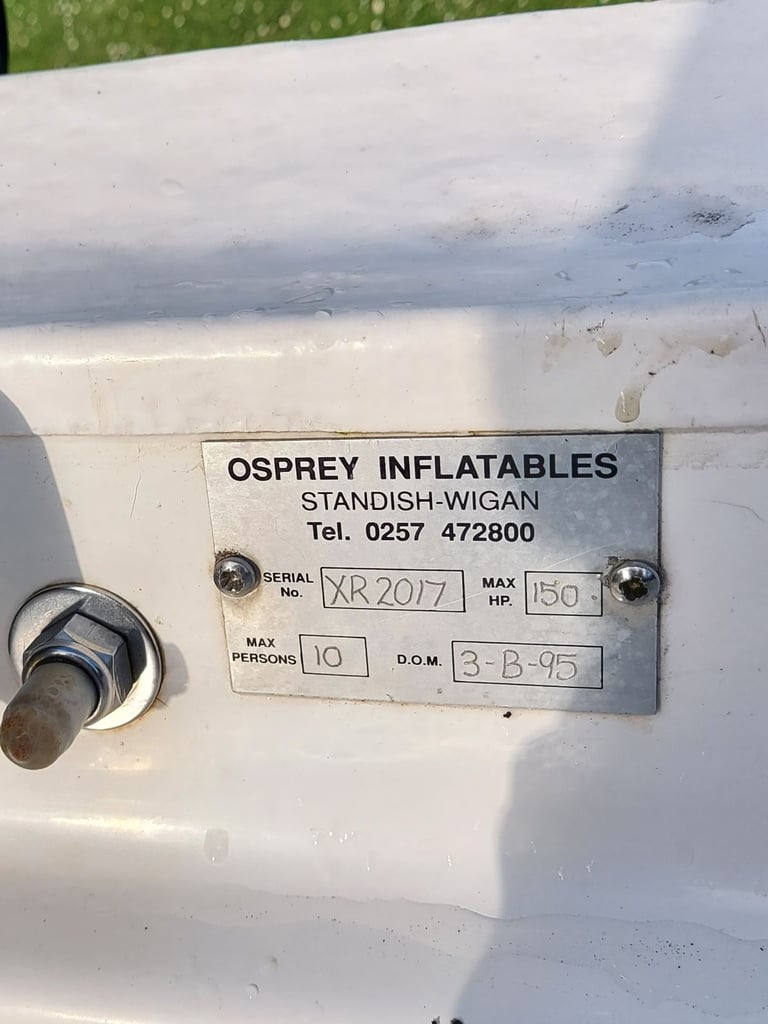 OSPREY INFLATABLES
STANDISH-WIGAN
Tel. 0257 472800
SERIAL No. XR2017 MAX HP. 150
MAX PERSONS 10 D.O.M. 3-B-95